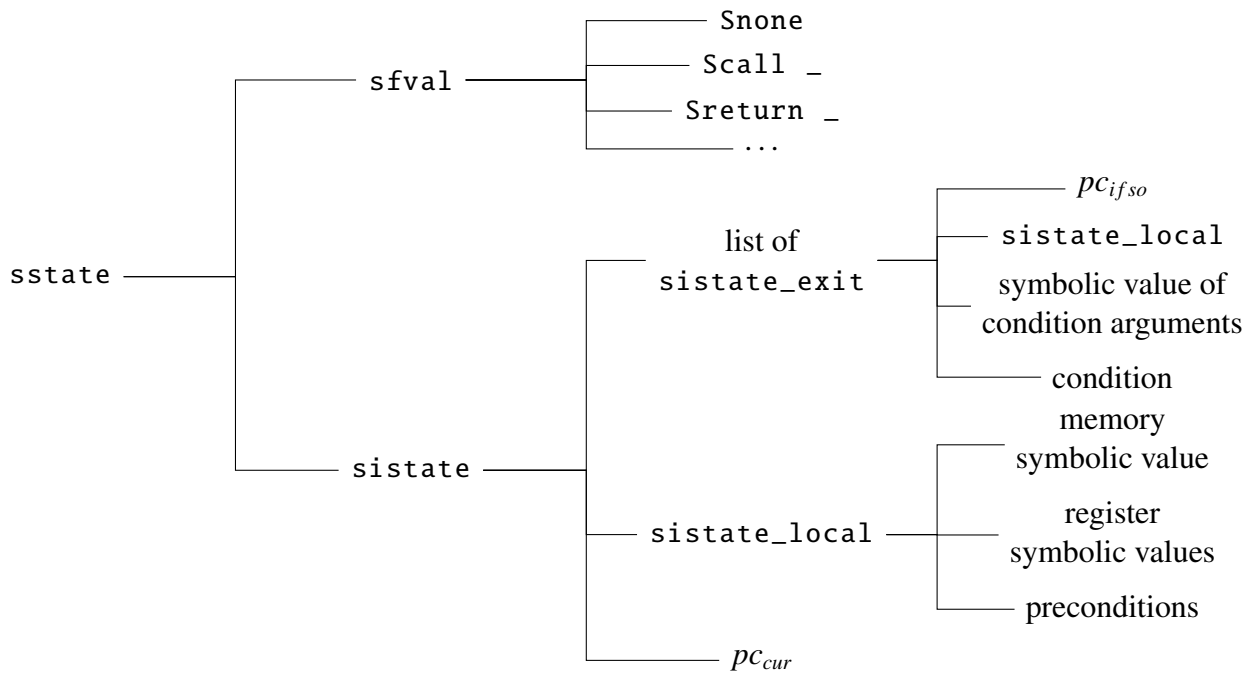 sstate
sfval
Snone
Scall _
Sreturn _
...
sistate
list of
sistate_exit
pc_ifso
sistate_local
symbolic value of
condition arguments
condition
sistate_local
memory
symbolic value
register
symbolic values
preconditions
pc_cur